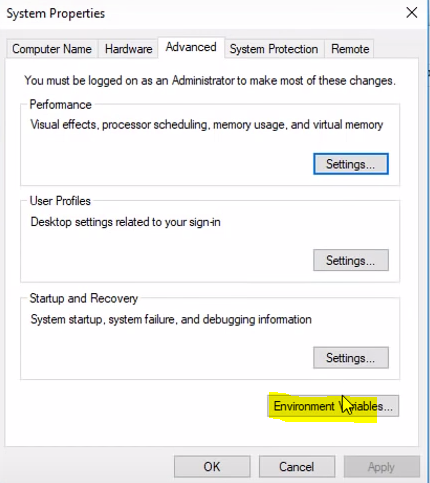 System Properties
Computer Name Hardware Advanced System Protection Remote
You must be logged on as an Administrator to make most of these changes.
Performance
Visual effects, processor scheduling, memory usage, and virtual memory
Settings...
User Profiles
Desktop settings related to your sign-in
Settings...
Startup and Recovery
System startup, system failure, and debugging information
Settings...
Environment Variables...
OK Cancel Apply